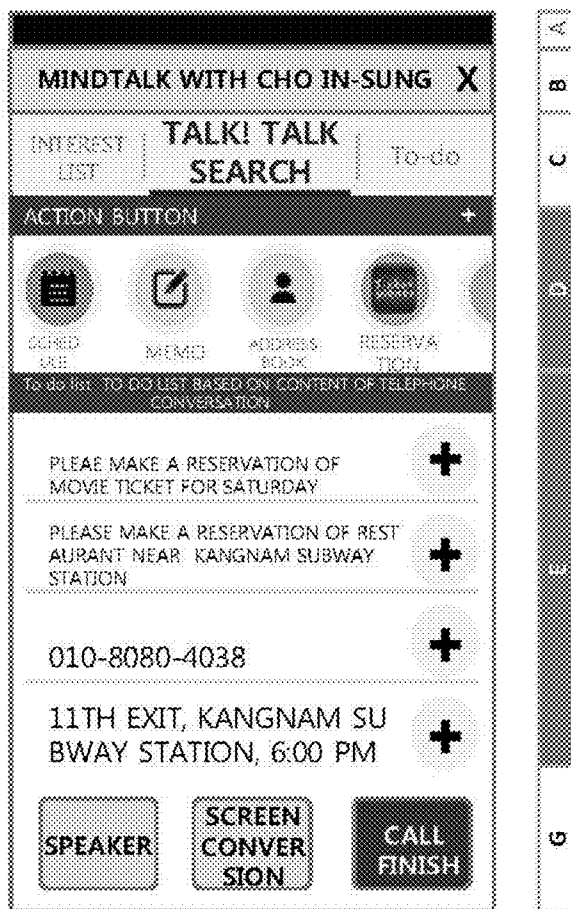 MINDTALK WITH CHO IN-SUNG X
INTEREST
LIST
TALK! TALK
SEARCH
To-do
ACTION BUTTON +
SCHED
ULE
MEMO
ADDRESS
BOOK
RESERVA
TION
To do list TO DO LIST BASED ON CONTENT OF TELEPHONE
CONVERSATION
PLEAE MAKE A RESERVATION OF
MOVIE TICKET FOR SATURDAY
PLEASE MAKE A RESERVATION OF REST
AURANT NEAR KANGNAM SUBWAY
STATION
010-8080-4038
11TH EXIT, KANGNAM SU
BWAY STATION, 6:00 PM
SPEAKER
SCREEN
CONVER
SION
CALL
FINISH
A
B
C
D
E
G